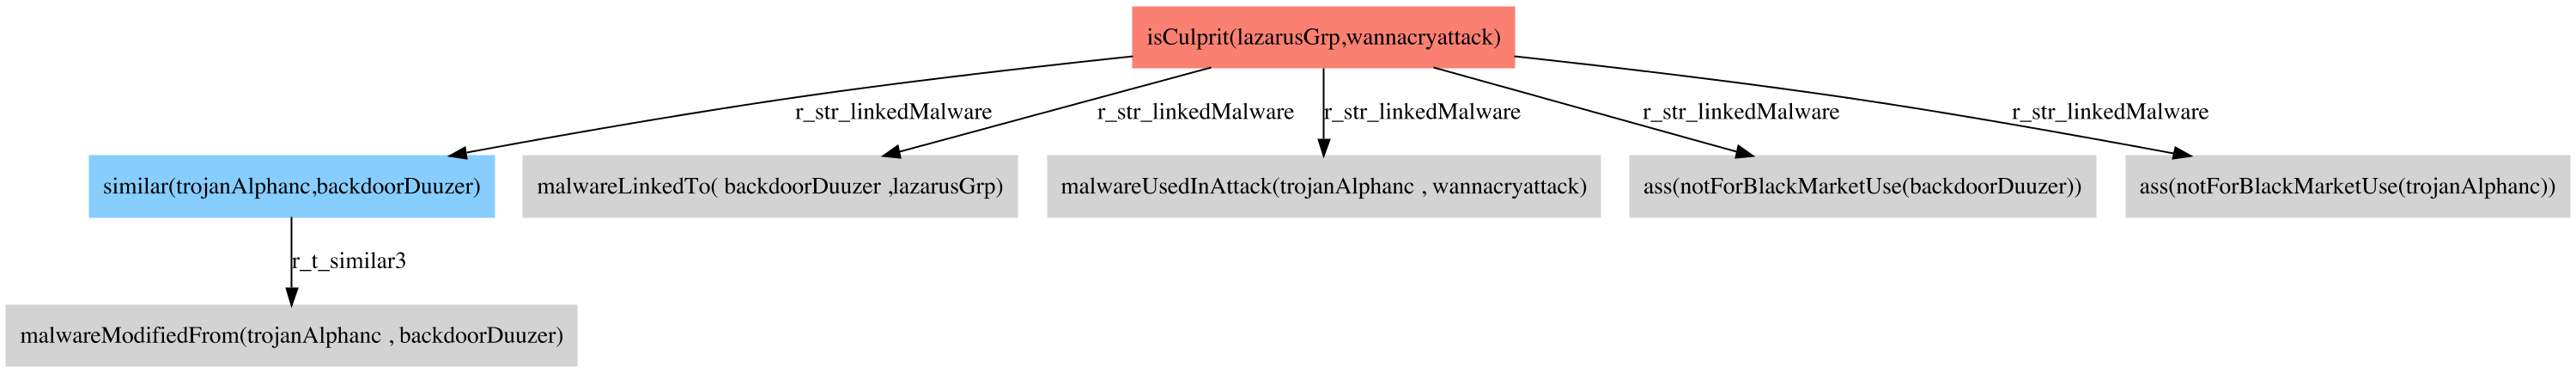 isCulprit(lazarusGrp,wannacryattack)
r_str_linkedMalware
r_str_linkedMalware
r_str_linkedMalware
r_str_linkedMalware
r_str_linkedMalware
similar(trojanAlphanc,backdoorDuuzer)
malwareLinkedTo( backdoorDuuzer ,lazarusGrp)
malwareUsedInAttack(trojanAlphanc , wannacryattack)
ass(notForBlackMarketUse(backdoorDuuzer))
ass(notForBlackMarketUse(trojanAlphanc))
r_t_similar3
malwareModifiedFrom(trojanAlphanc , backdoorDuuzer)